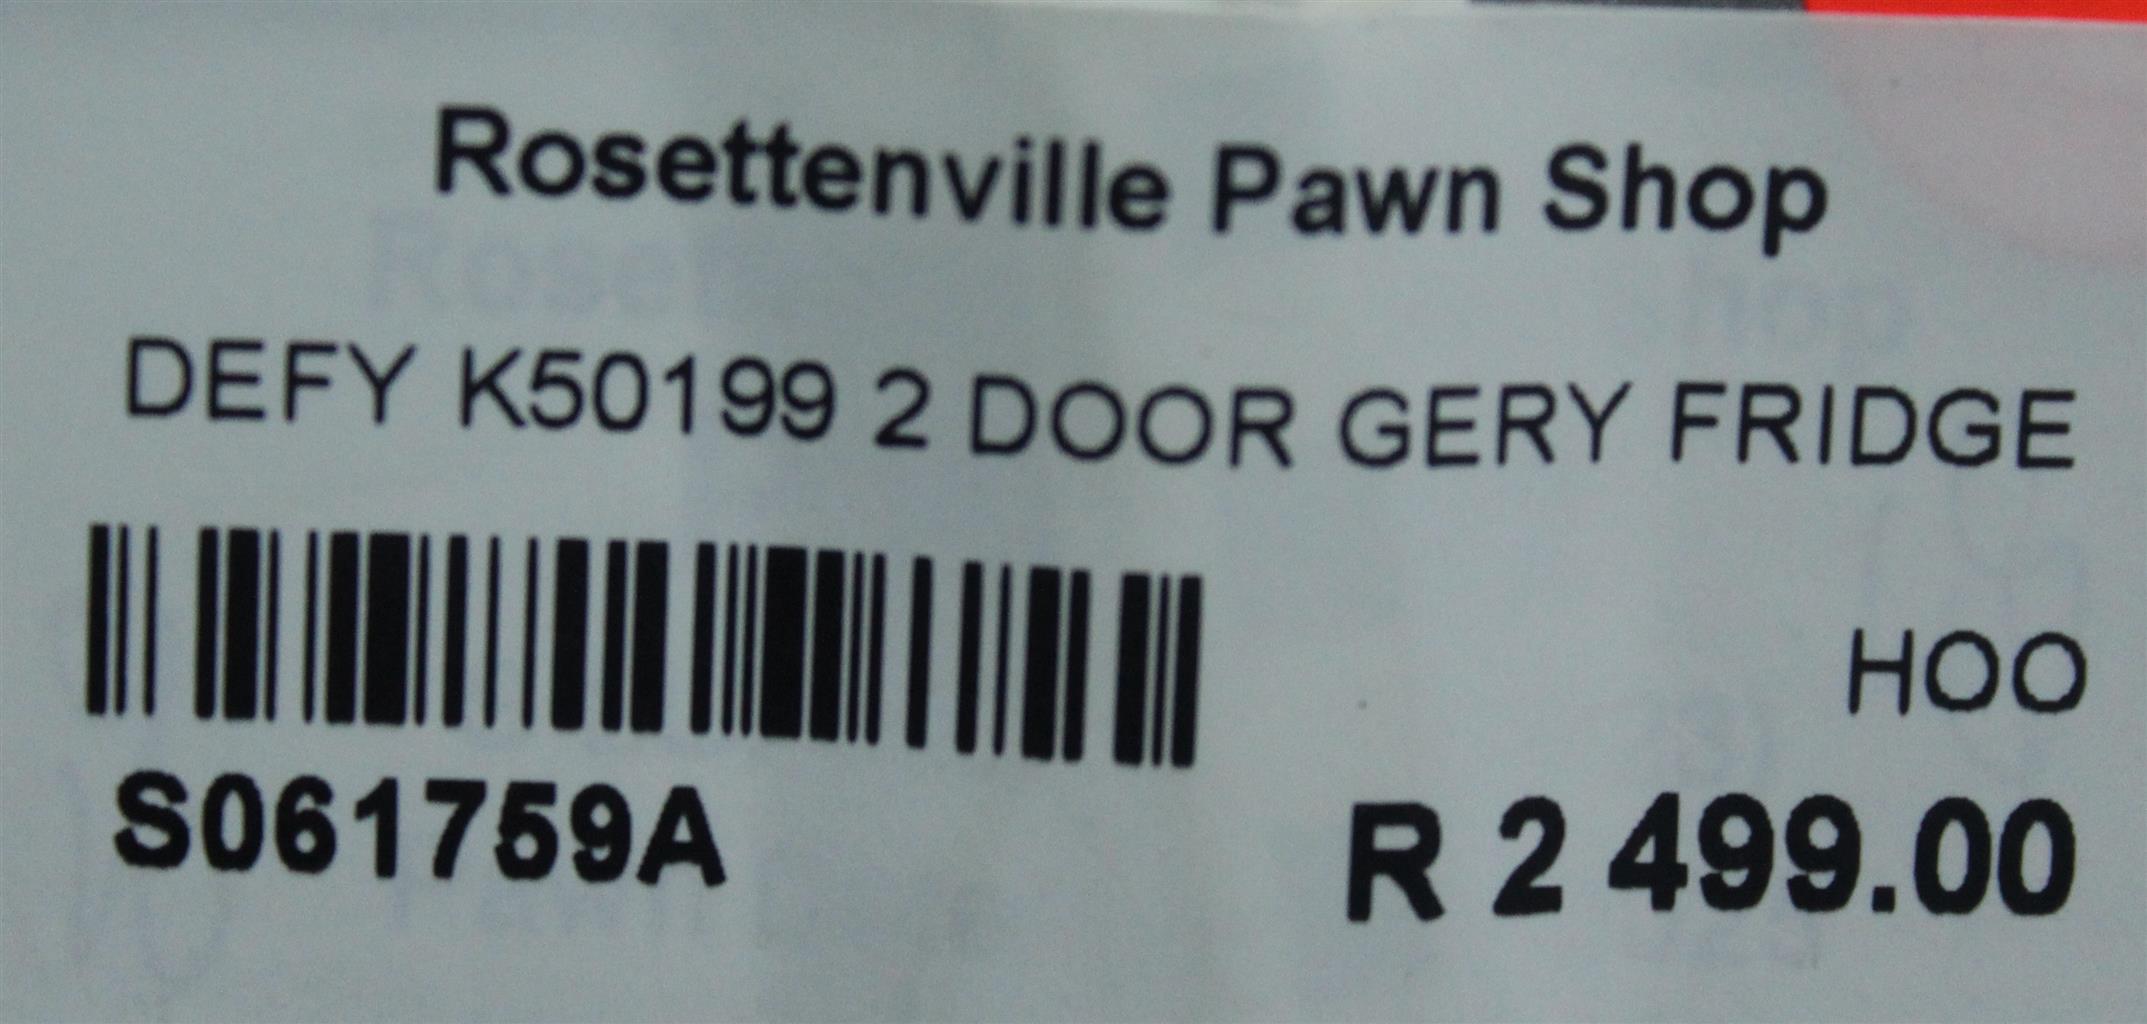 Rosettenville Pawn Shop
DEFY K50199 2 DOOR GERY FRIDGE
HOO
S061759A
R 2 499.00